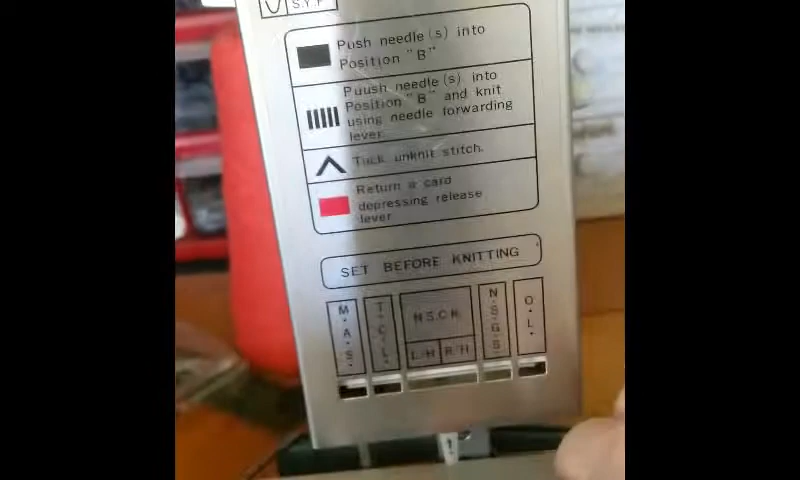 S.Y.F
Push needle(s) into
Position "B"
Puush needle(s) into
Position "B" and knit
using needle forwarding
lever
Tuck unknit stitch.
Return a card
depressing release
lever
SET BEFORE KNITTING
M.A.S.
T.C.L.
N.S.C.K.
L/H R/H
N.S.G.S.
O.L.